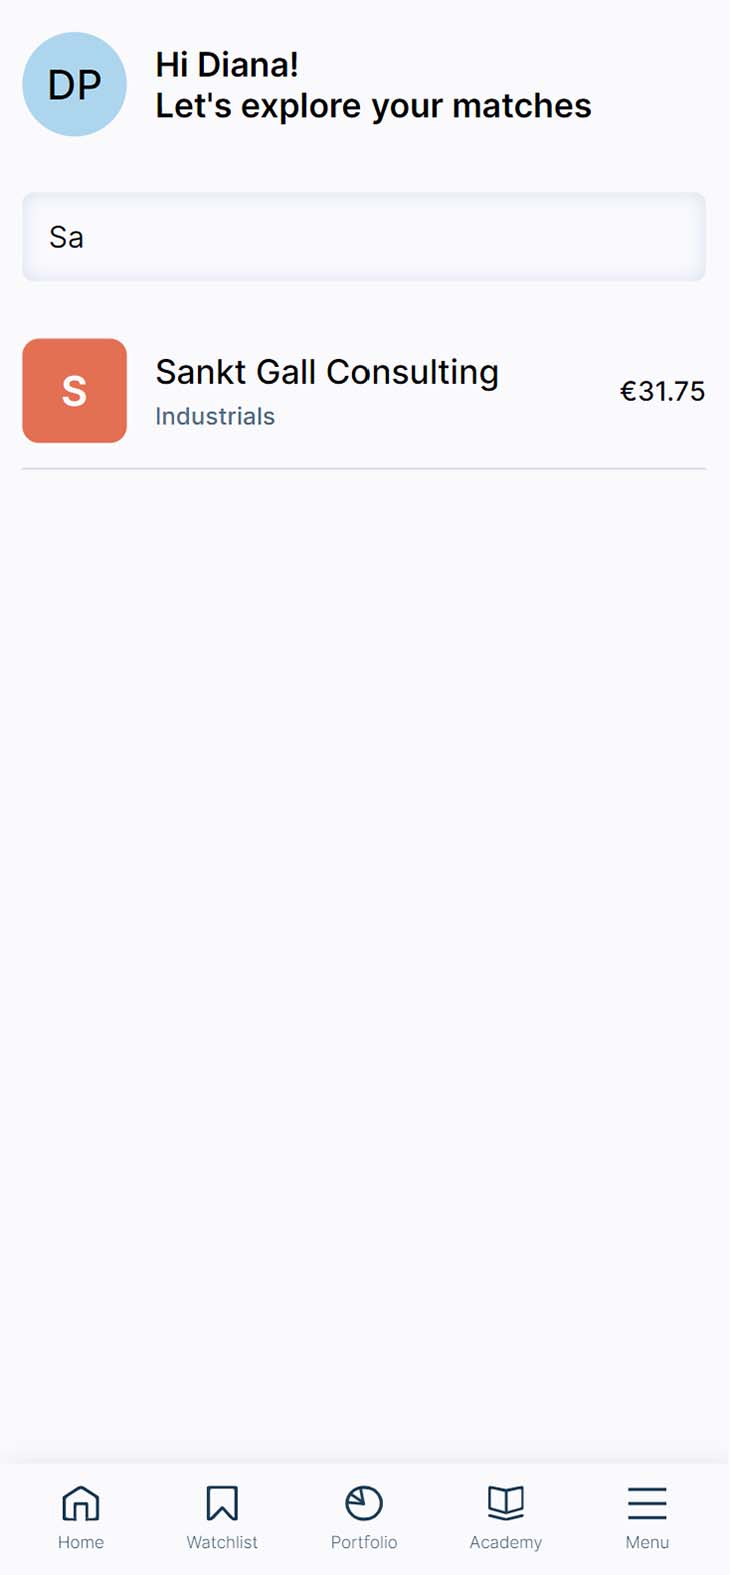 DP
Hi Diana!
Let's explore your matches
Sa
S
Sankt Gall Consulting
Industrials
€31.75
Home
Watchlist
Portfolio
Academy
Menu